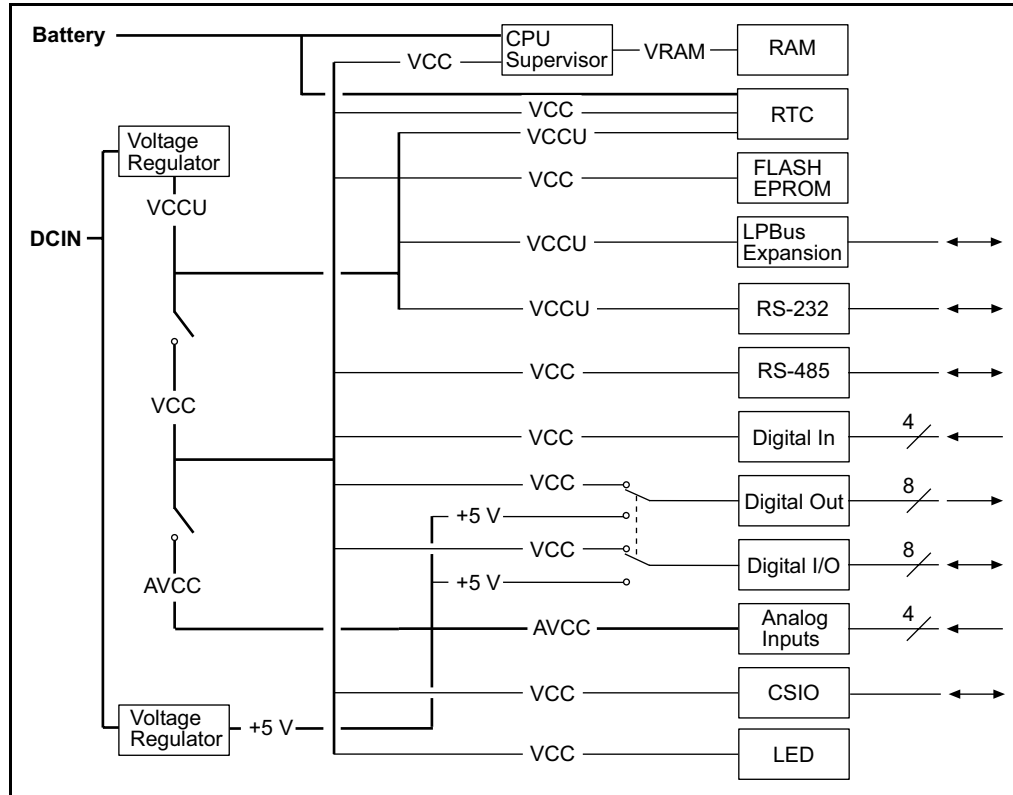 Battery
CPU
Supervisor
VCC
VRAM
RAM
VCC
VCCU
RTC
Voltage
Regulator
VCCU
VCC
FLASH
EPROM
DCIN
VCCU
LPBus
Expansion
VCCU
RS-232
VCC
VCC
RS-485
VCC
Digital In
4
VCC
+5 V
Digital Out
8
VCC
+5 V
Digital I/O
8
AVCC
AVCC
Analog
Inputs
4
VCC
CSIO
Voltage
Regulator
+5 V
VCC
LED